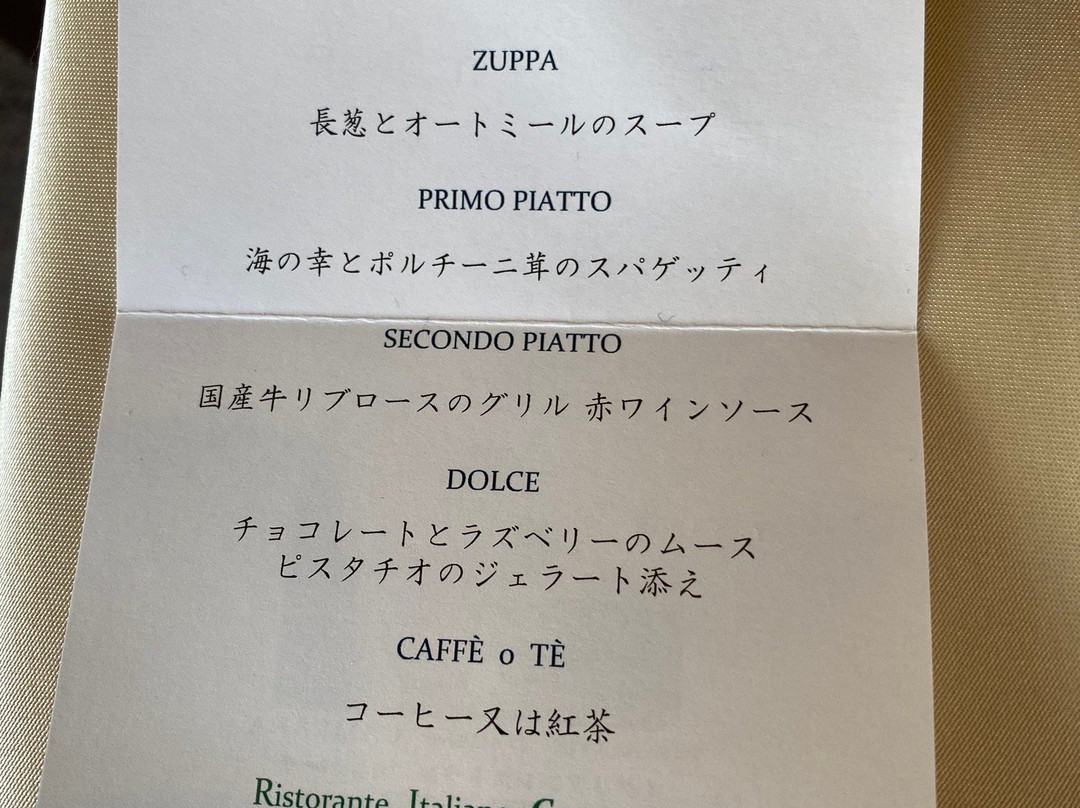 ZUPPA
長葱とオートミールのスープ
PRIMO PIATTO
海の幸とポルチーニ茸のスパゲッティ
SECONDO PIATTO
国産牛リブロースのグリル 赤ワインソース
DOLCE
チョコレートとラズベリーのムース
ピスタチオのジェラート添え
CAFFÈ o TÈ
コーヒー又は紅茶
Ristorante Italiano